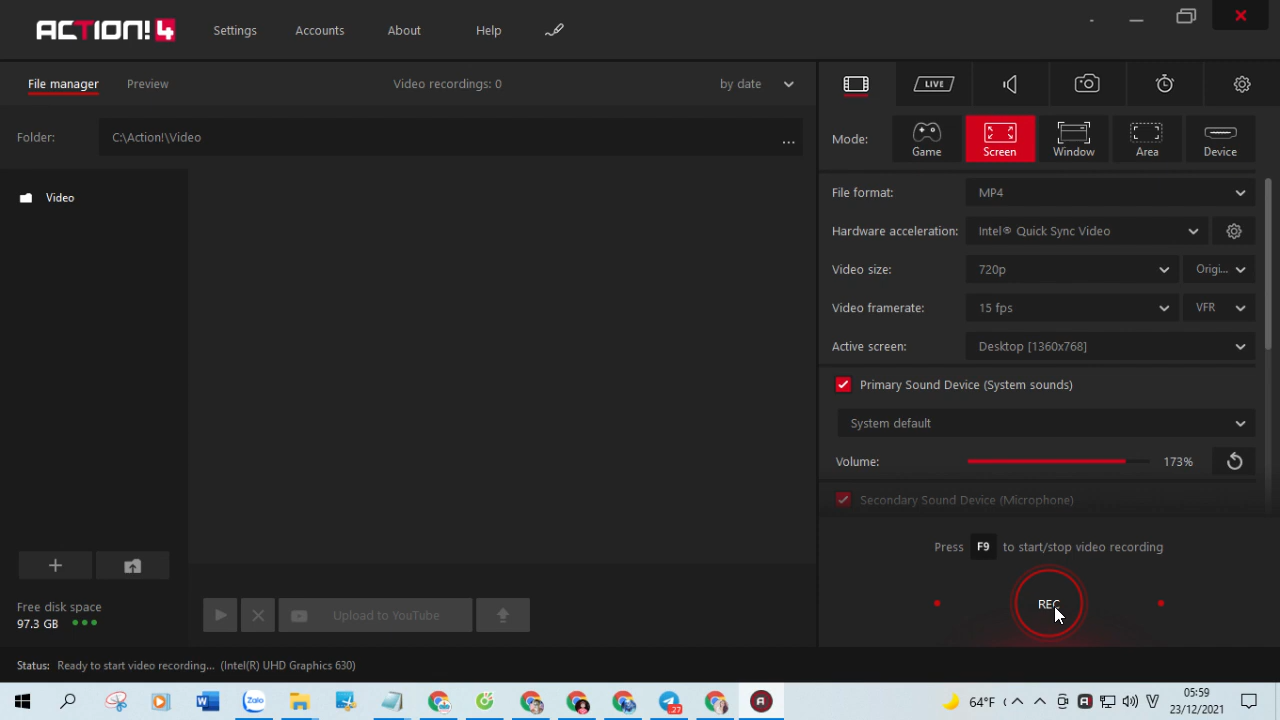 ACTION! 4
Settings
Accounts
About
Help
File manager
Preview
Video recordings: 0
by date
LIVE
Folder:
C:\Action!\Video
...
Mode:
Game
Screen
Window
Area
Device
Video
File format:
MP4
Hardware acceleration:
Intel® Quick Sync Video
Video size:
720p
Origi...
Video framerate:
15 fps
VFR
Active screen:
Desktop [1360x768]
Primary Sound Device (System sounds)
System default
Volume:
173%
Secondary Sound Device (Microphone)
Press F9 to start/stop video recording
REC
Free disk space
97.3 GB
Upload to YouTube
Status: Ready to start video recording... (Intel(R) UHD Graphics 630)
Zalo
27
64°F
05:59
23/12/2021